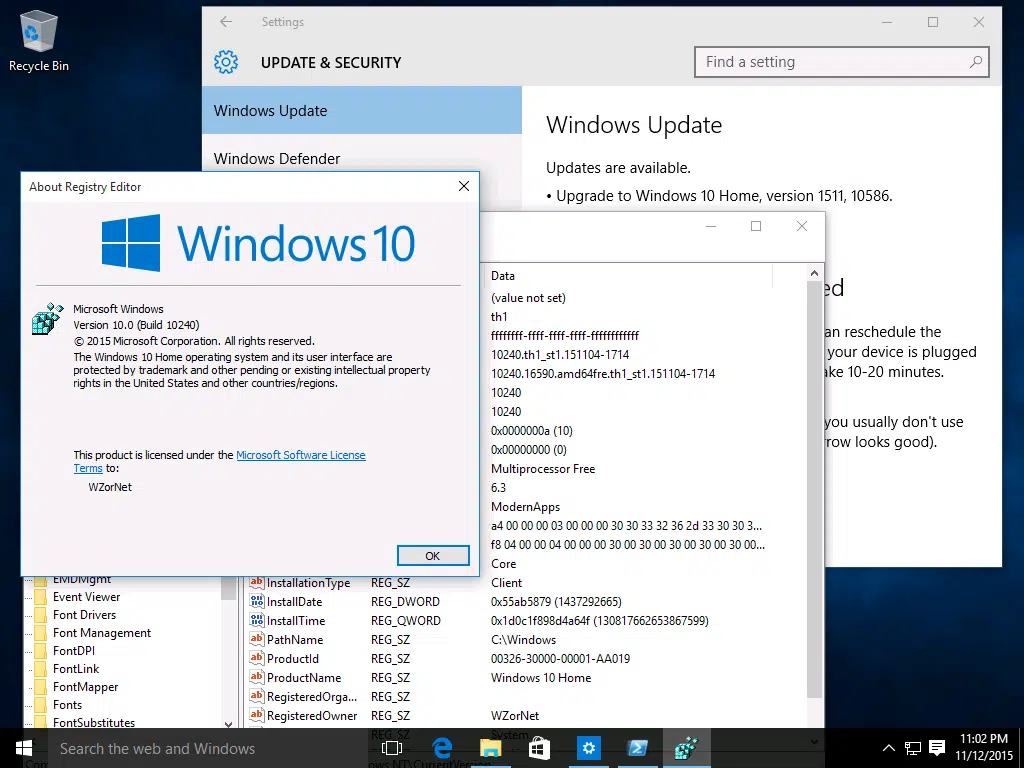 Recycle Bin
Settings
UPDATE & SECURITY
Find a setting
Windows Update
Windows Defender
Windows Update
Updates are available.
• Upgrade to Windows 10 Home, version 1511, 10586.
ed
an reschedule the
your device is plugged
ake 10-20 minutes.
you usually don't use
row looks good).
About Registry Editor
Windows 10
Microsoft Windows
Version 10.0 (Build 10240)
© 2015 Microsoft Corporation. All rights reserved.
The Windows 10 Home operating system and its user interface are
protected by trademark and other pending or existing intellectual property
rights in the United States and other countries/regions.
This product is licensed under the Microsoft Software License
Terms to:
WZorNet
OK
Data
(value not set)
th1
ffffffff-ffff-ffff-ffff-ffffffffffff
10240.th1_st1.151104-1714
10240.16590.amd64fre.th1_st1.151104-1714
10240
10240
0x0000000a (10)
0x00000000 (0)
Multiprocessor Free
6.3
ModernApps
a4 00 00 00 03 00 00 00 30 30 33 32 36 2d 33 30 30 3...
f8 04 00 00 04 00 00 00 30 00 30 00 30 00 30 00 30 00...
Core
InstallationType REG_SZ Client
InstallDate REG_DWORD 0x55ab5879 (1437292665)
InstallTime REG_QWORD 0x1d0c1f898d4a64f (130817662653867599)
PathName REG_SZ C:\Windows
ProductId REG_SZ 00326-30000-00001-AA019
ProductName REG_SZ Windows 10 Home
RegisteredOrga... REG_SZ
RegisteredOwner REG_SZ WZorNet
REG_SZ System
EMDMgmt
Event Viewer
Font Drivers
Font Management
FontDPI
FontLink
FontMapper
Fonts
FontSubstitutes
Search the web and Windows
11:02 PM
11/12/2015